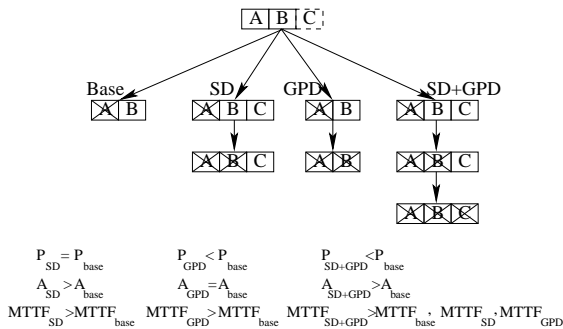 A B C
Base SD GPD SD+GPD
A B A B C A B A B C
A B C A B A B C
A B C
P_SD = P_base P_GPD < P_base P_SD+GPD < P_base
A_SD > A_base A_GPD = A_base A_SD+GPD > A_base
MTTF_SD > MTTF_base MTTF_GPD > MTTF_base MTTF_SD+GPD > MTTF_base , MTTF_SD , MTTF_GPD